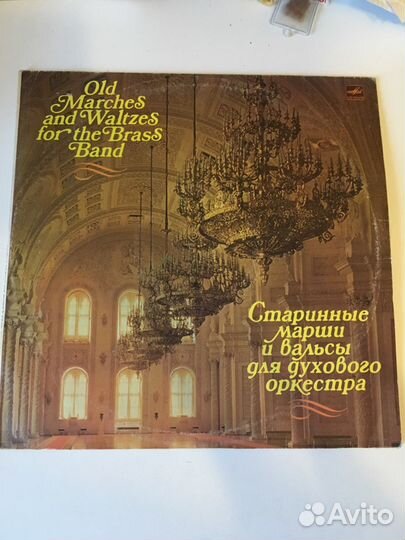 Old
Marches
and Waltzes
for the Brass
Band
Старинные
марши
и вальсы
для духового
оркестра
Avito